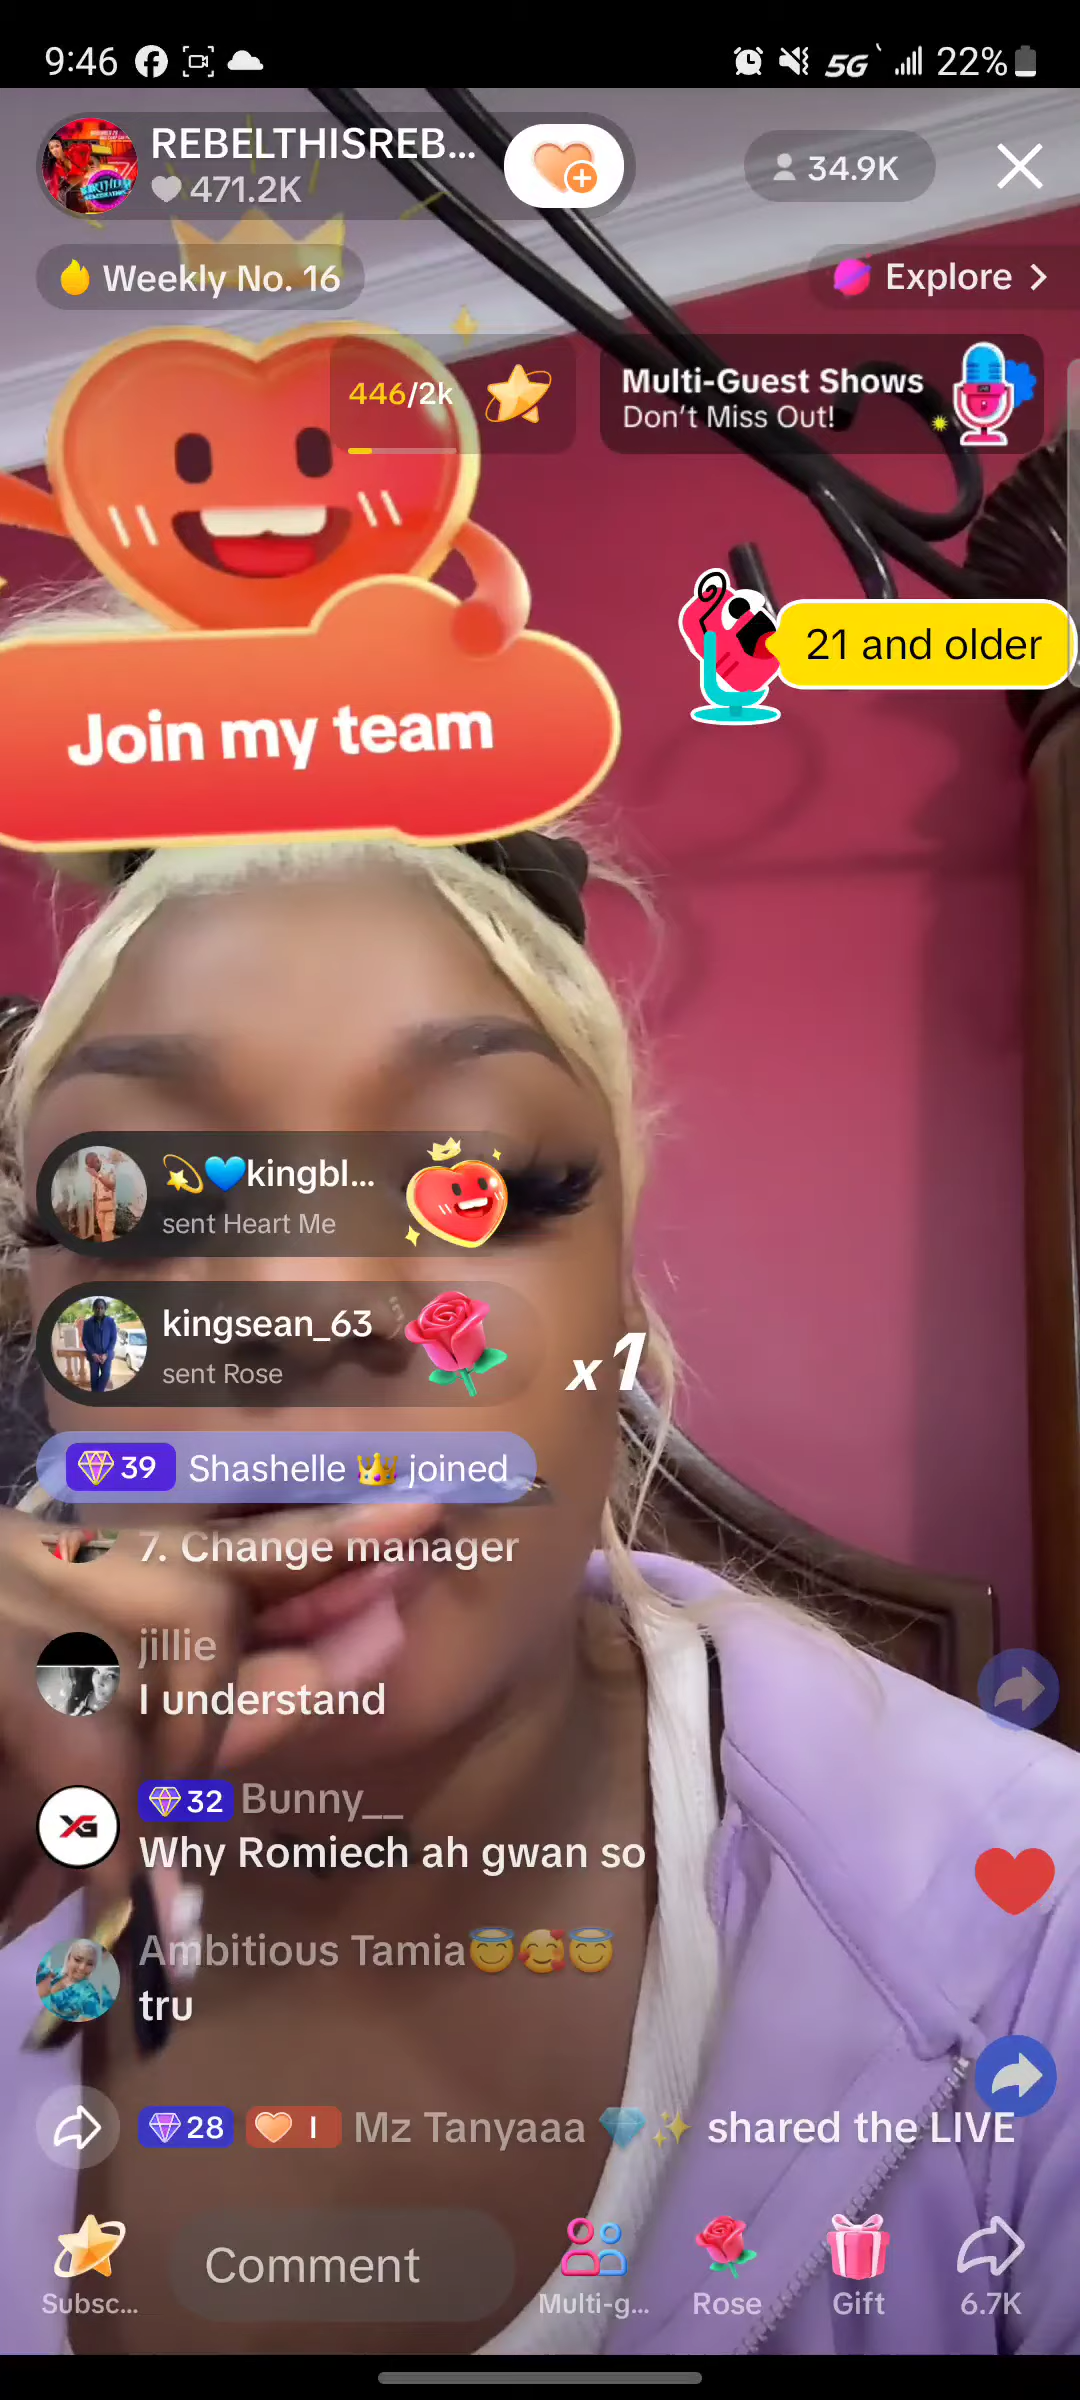 9:46
5G
22%
REBELTHISREB...
471.2K
34.9K
Weekly No. 16
Explore
446/2k
Multi-Guest Shows
Don't Miss Out!
21 and older
Join my team
kingbl...
sent Heart Me
kingsean_63
sent Rose
x1
39 Shashelle joined
7. Change manager
jillie
I understand
XG
32 Bunny__
Why Romiech ah gwan so
Ambitious Tamia
tru
28 I Mz Tanyaaa shared the LIVE
Comment
Subsc...
Multi-g...
Rose
Gift
6.7K